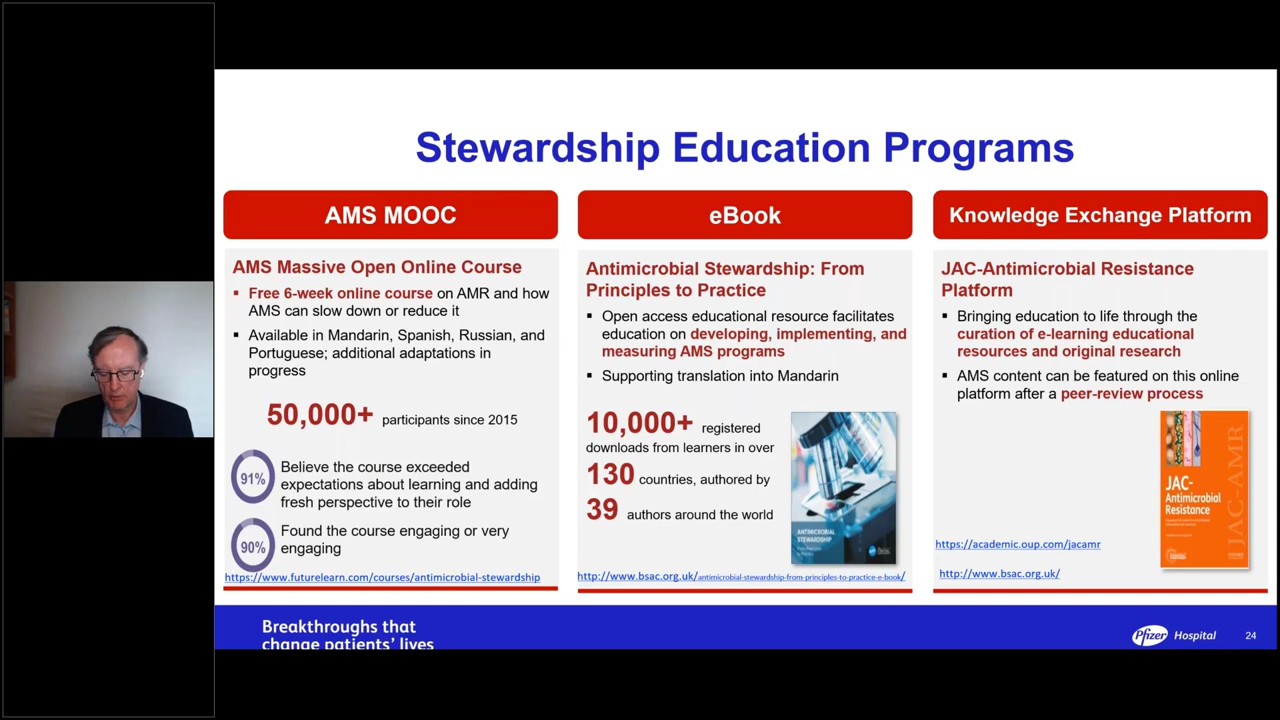 Stewardship Education Programs
AMS MOOC
AMS Massive Open Online Course
▪ Free 6-week online course on AMR and how
AMS can slow down or reduce it
▪ Available in Mandarin, Spanish, Russian, and
Portuguese; additional adaptations in
progress
50,000+ participants since 2015
91%
Believe the course exceeded
expectations about learning and adding
fresh perspective to their role
90%
Found the course engaging or very
engaging
https://www.futurelearn.com/courses/antimicrobial-stewardship
eBook
Antimicrobial Stewardship: From
Principles to Practice
▪ Open access educational resource facilitates
education on developing, implementing, and
measuring AMS programs
▪ Supporting translation into Mandarin
10,000+ registered
downloads from learners in over
130 countries, authored by
39 authors around the world
ANTIMICROBIAL
STEWARDSHIP
http://www.bsac.org.uk/antimicrobial-stewardship-from-principles-to-practice-e-book/
Knowledge Exchange Platform
JAC-Antimicrobial Resistance
Platform
▪ Bringing education to life through the
curation of e-learning educational
resources and original research
▪ AMS content can be featured on this online
platform after a peer-review process
JAC-
Antimicrobial
Resistance
JAC-AMR
https://academic.oup.com/jacamr
http://www.bsac.org.uk/
Breakthroughs that
change patients' lives
Pfizer Hospital
24